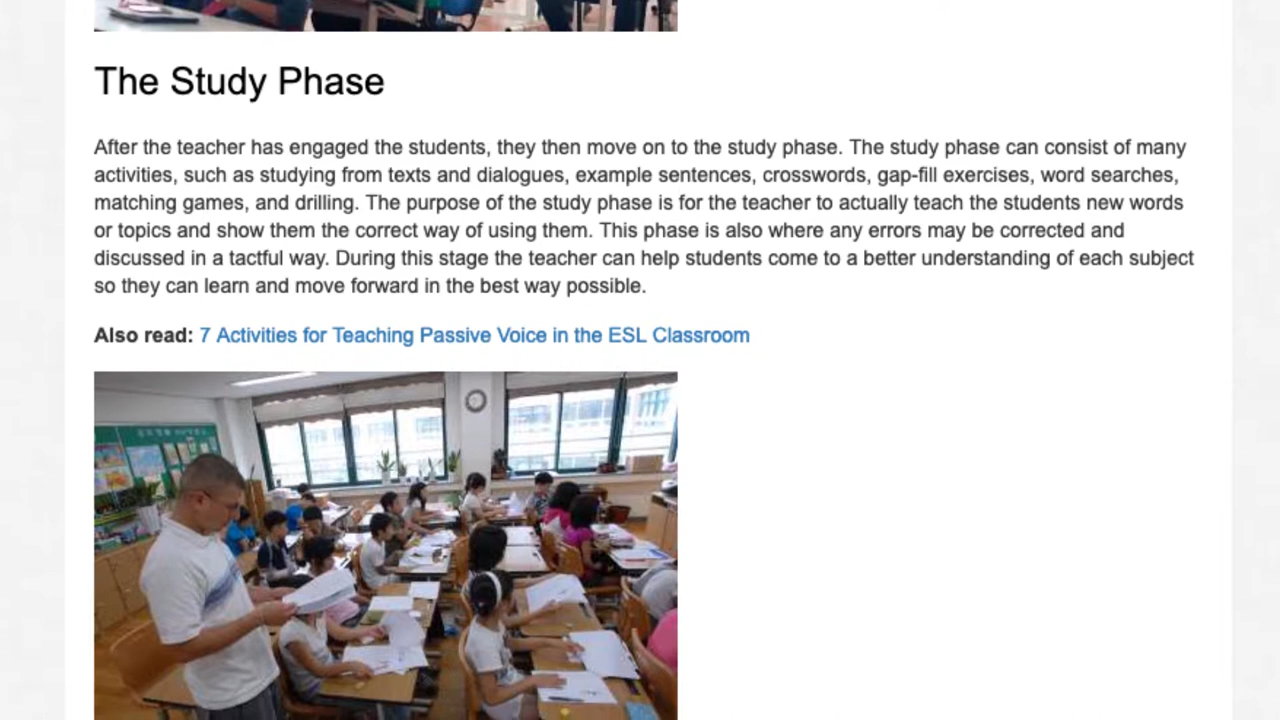 The Study Phase
After the teacher has engaged the students, they then move on to the study phase. The study phase can consist of many
activities, such as studying from texts and dialogues, example sentences, crosswords, gap-fill exercises, word searches,
matching games, and drilling. The purpose of the study phase is for the teacher to actually teach the students new words
or topics and show them the correct way of using them. This phase is also where any errors may be corrected and
discussed in a tactful way. During this stage the teacher can help students come to a better understanding of each subject
so they can learn and move forward in the best way possible.
Also read: 7 Activities for Teaching Passive Voice in the ESL Classroom